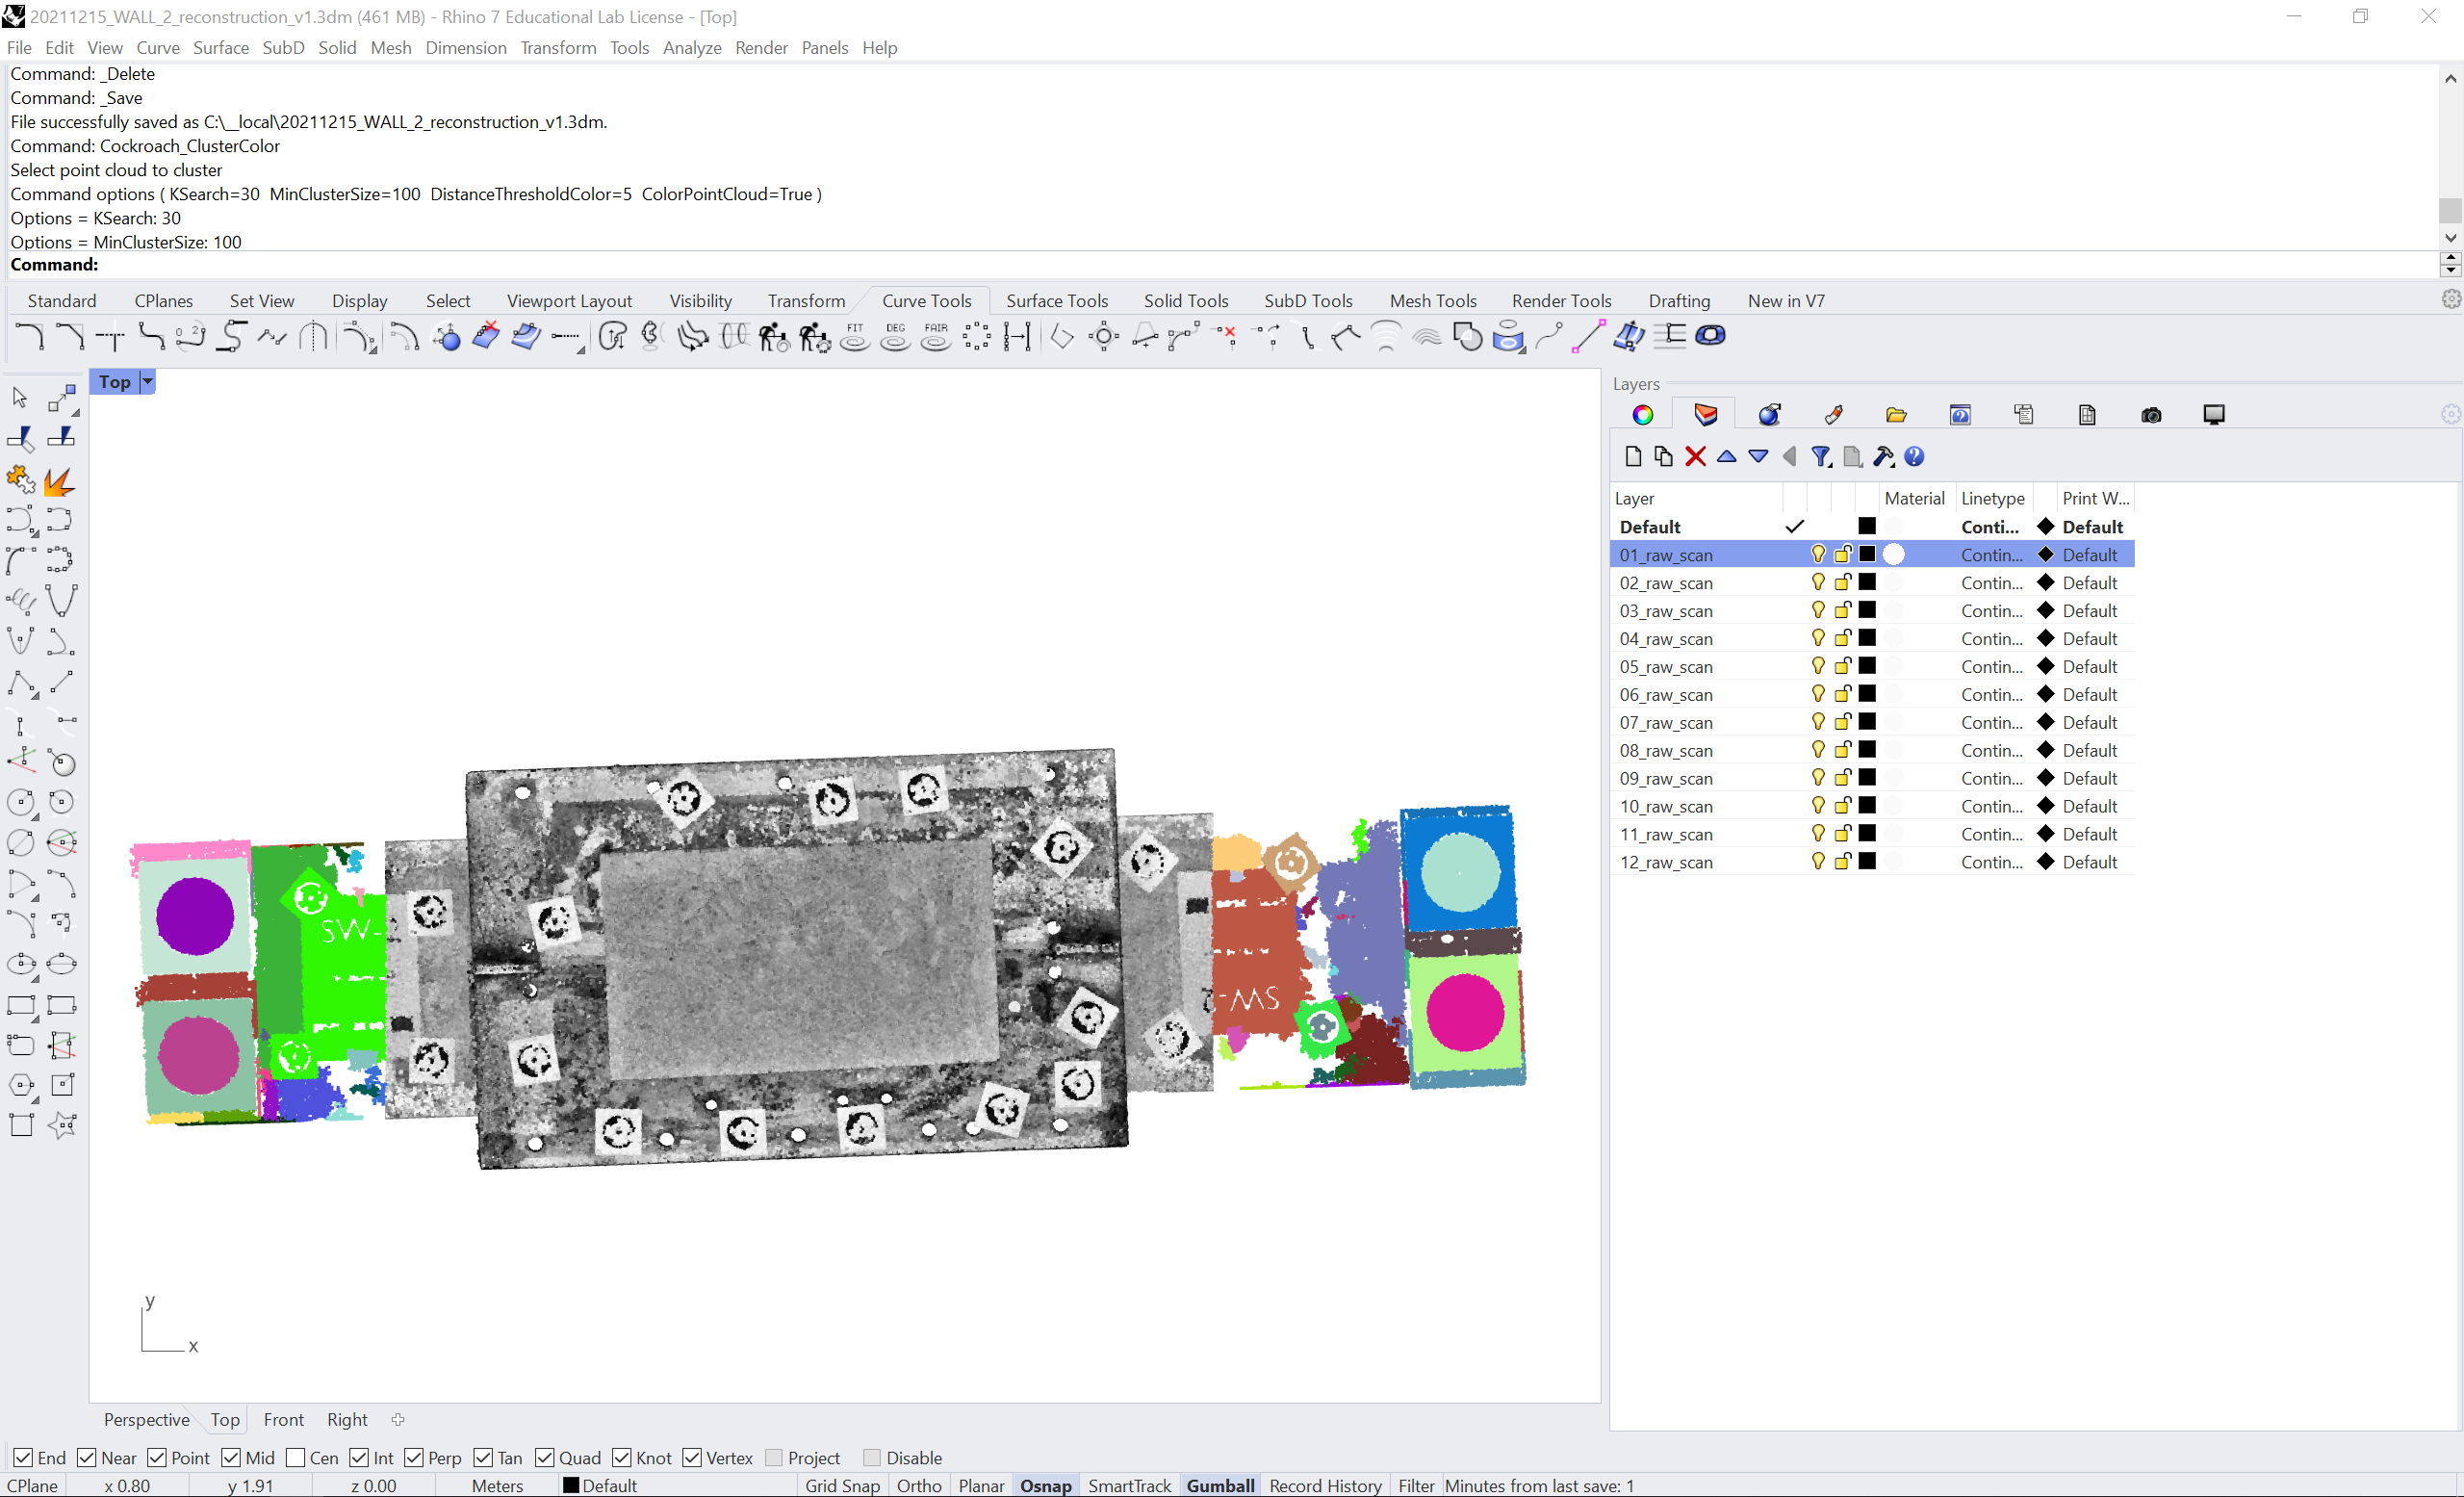 20211215_WALL_2_reconstruction_v1.3dm (461 MB) - Rhino 7 Educational Lab License - [Top]
File Edit View Curve Surface SubD Solid Mesh Dimension Transform Tools Analyze Render Panels Help
Command: _Delete
Command: _Save
File successfully saved as C:\__local\20211215_WALL_2_reconstruction_v1.3dm.
Command: Cockroach_ClusterColor
Select point cloud to cluster
Command options ( KSearch=30 MinClusterSize=100 DistanceThresholdColor=5 ColorPointCloud=True )
Options = KSearch: 30
Options = MinClusterSize: 100
Command:
Standard CPlanes Set View Display Select Viewport Layout Visibility Transform Curve Tools Surface Tools Solid Tools SubD Tools Mesh Tools Render Tools Drafting New in V7
FIT DEG FAIR
Top
Layers
Layer Material Linetype Print W...
Default Conti... Default
01_raw_scan Contin... Default
02_raw_scan Contin... Default
03_raw_scan Contin... Default
04_raw_scan Contin... Default
05_raw_scan Contin... Default
06_raw_scan Contin... Default
07_raw_scan Contin... Default
08_raw_scan Contin... Default
09_raw_scan Contin... Default
10_raw_scan Contin... Default
11_raw_scan Contin... Default
12_raw_scan Contin... Default
SW-
y
x
Perspective Top Front Right
End Near Point Mid Cen Int Perp Tan Quad Knot Vertex Project Disable
CPlane x 0.80 y 1.91 z 0.00 Meters Default Grid Snap Ortho Planar Osnap SmartTrack Gumball Record History Filter Minutes from last save: 1